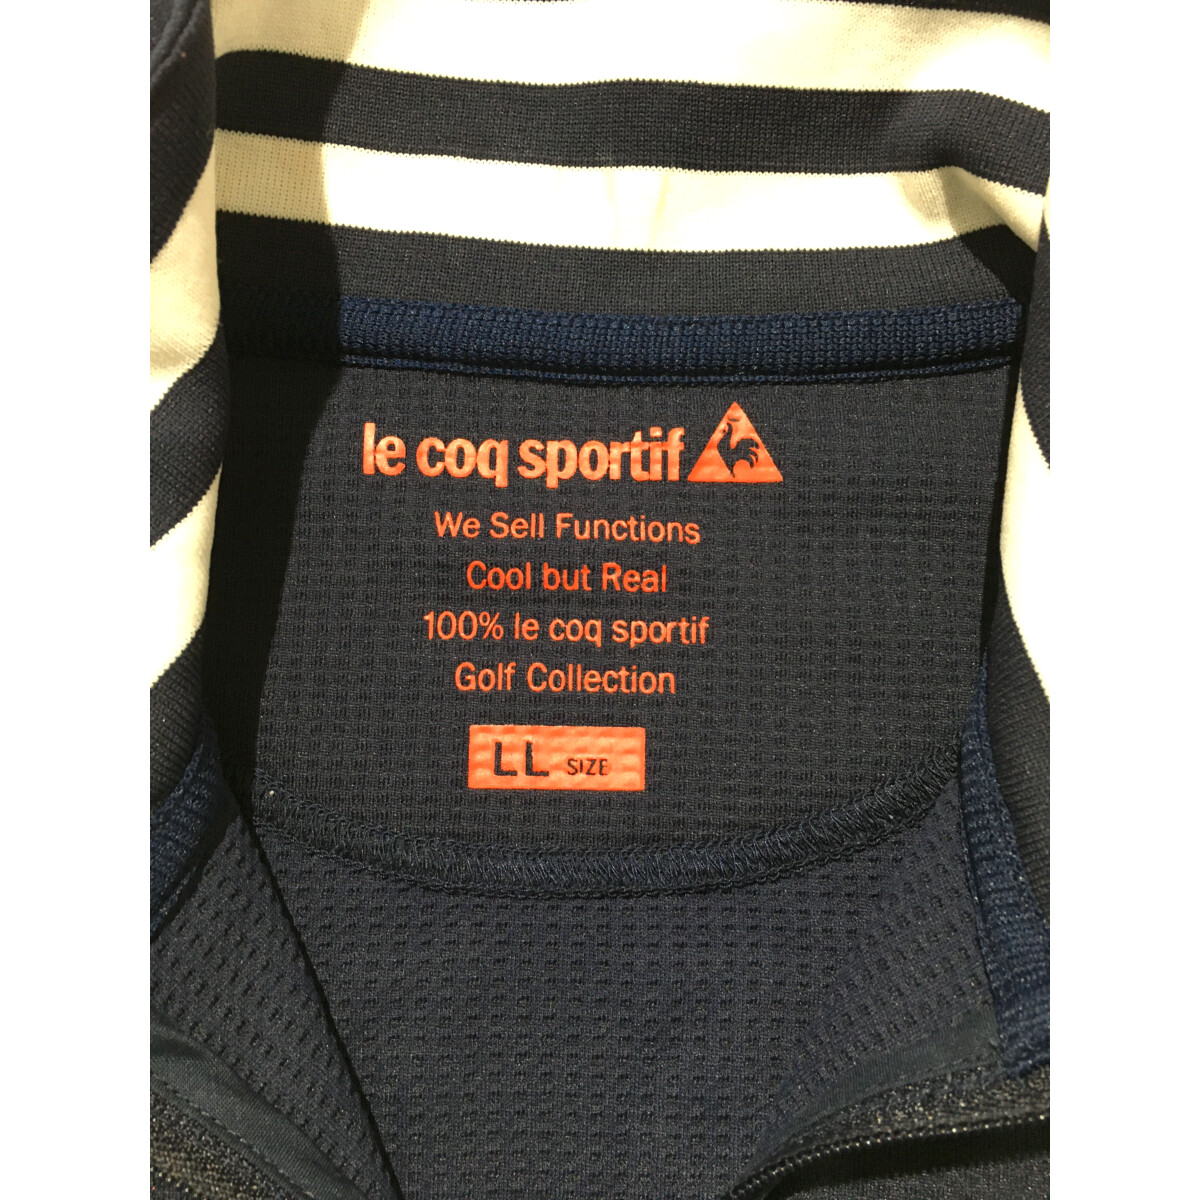 le coq sportif
We Sell Functions
Cool but Real
100% le coq sportif
Golf Collection
LL SIZE